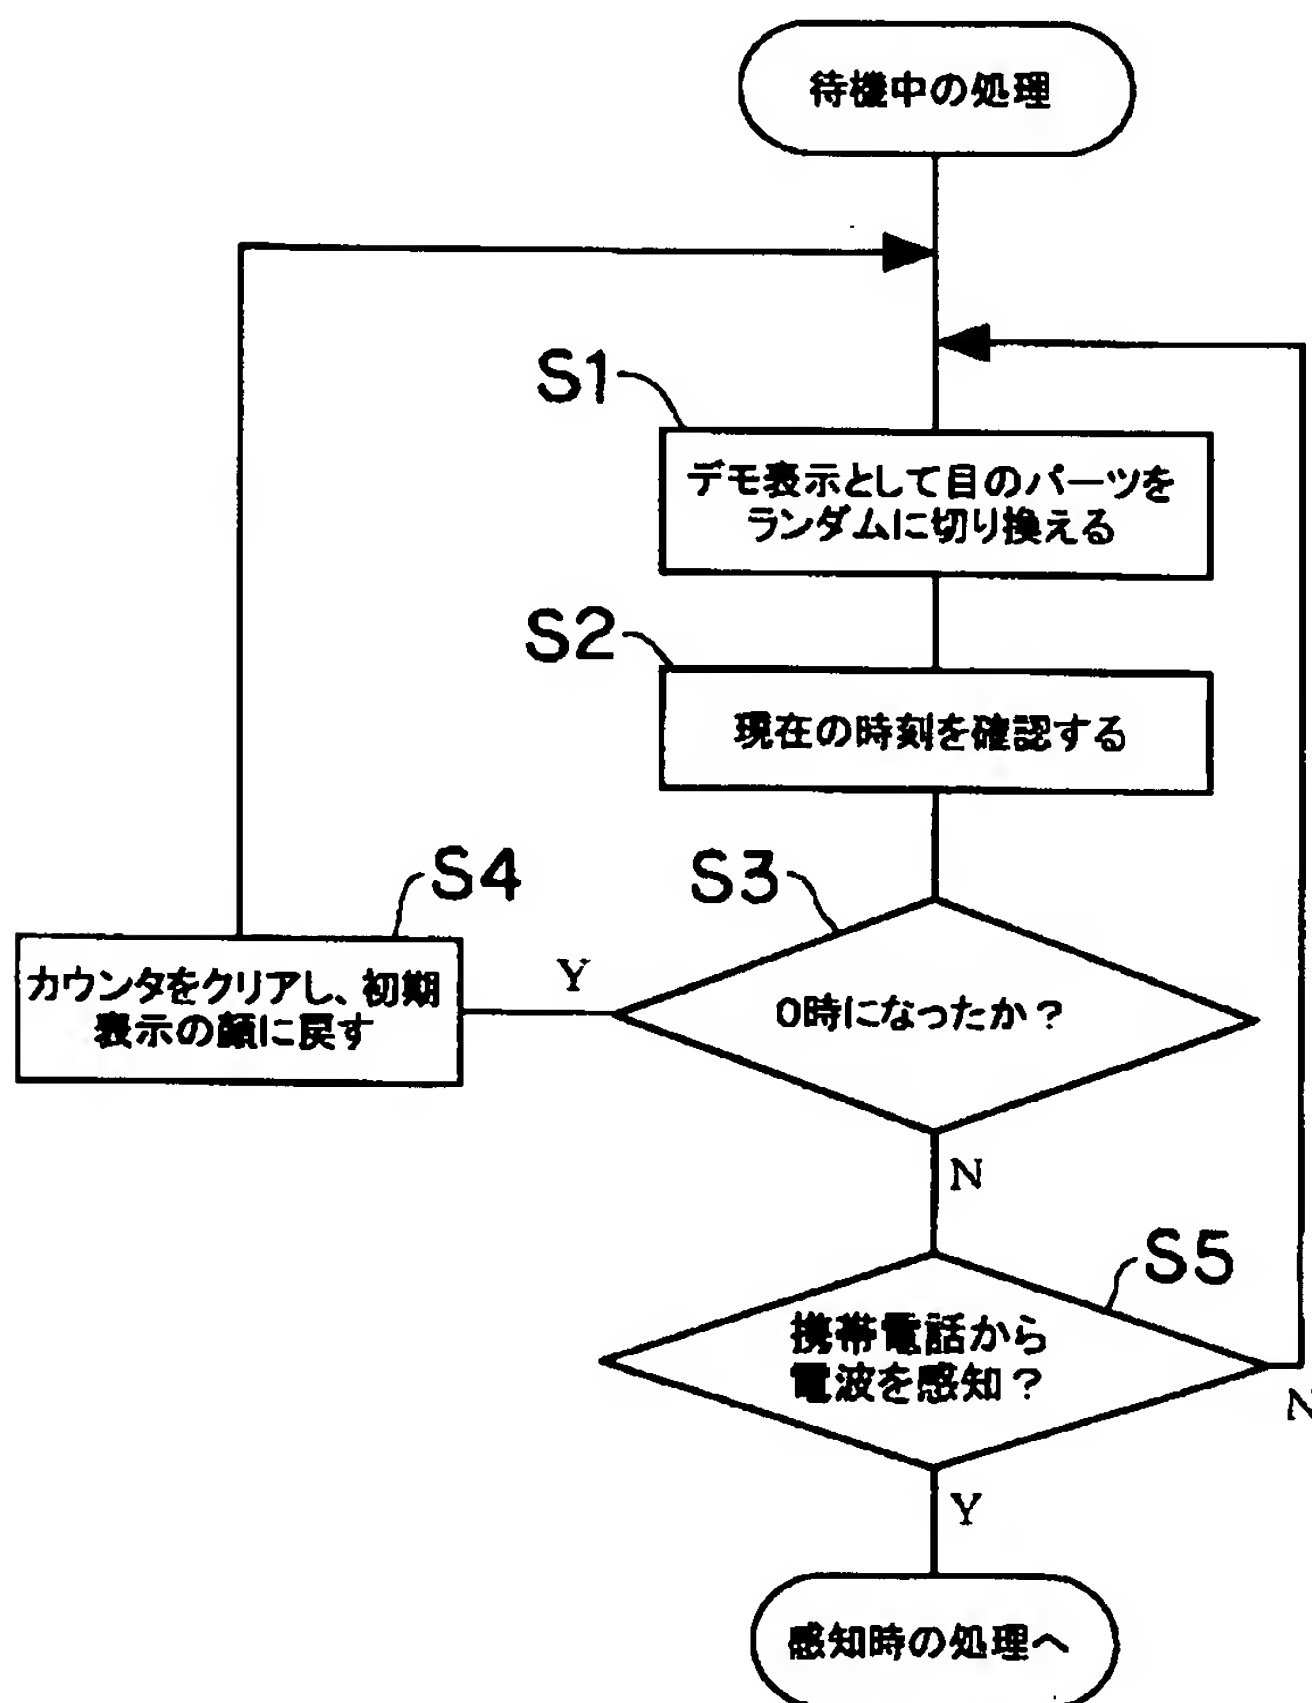 待機中の処理
S1
デモ表示として目のパーツを
ランダムに切り換える
S2
現在の時刻を確認する
S3
0時になったか？
Y
S4
カウンタをクリアし、初期
表示の顔に戻す
N
S5
携帯電話から
電波を感知？
N
Y
感知時の処理へ